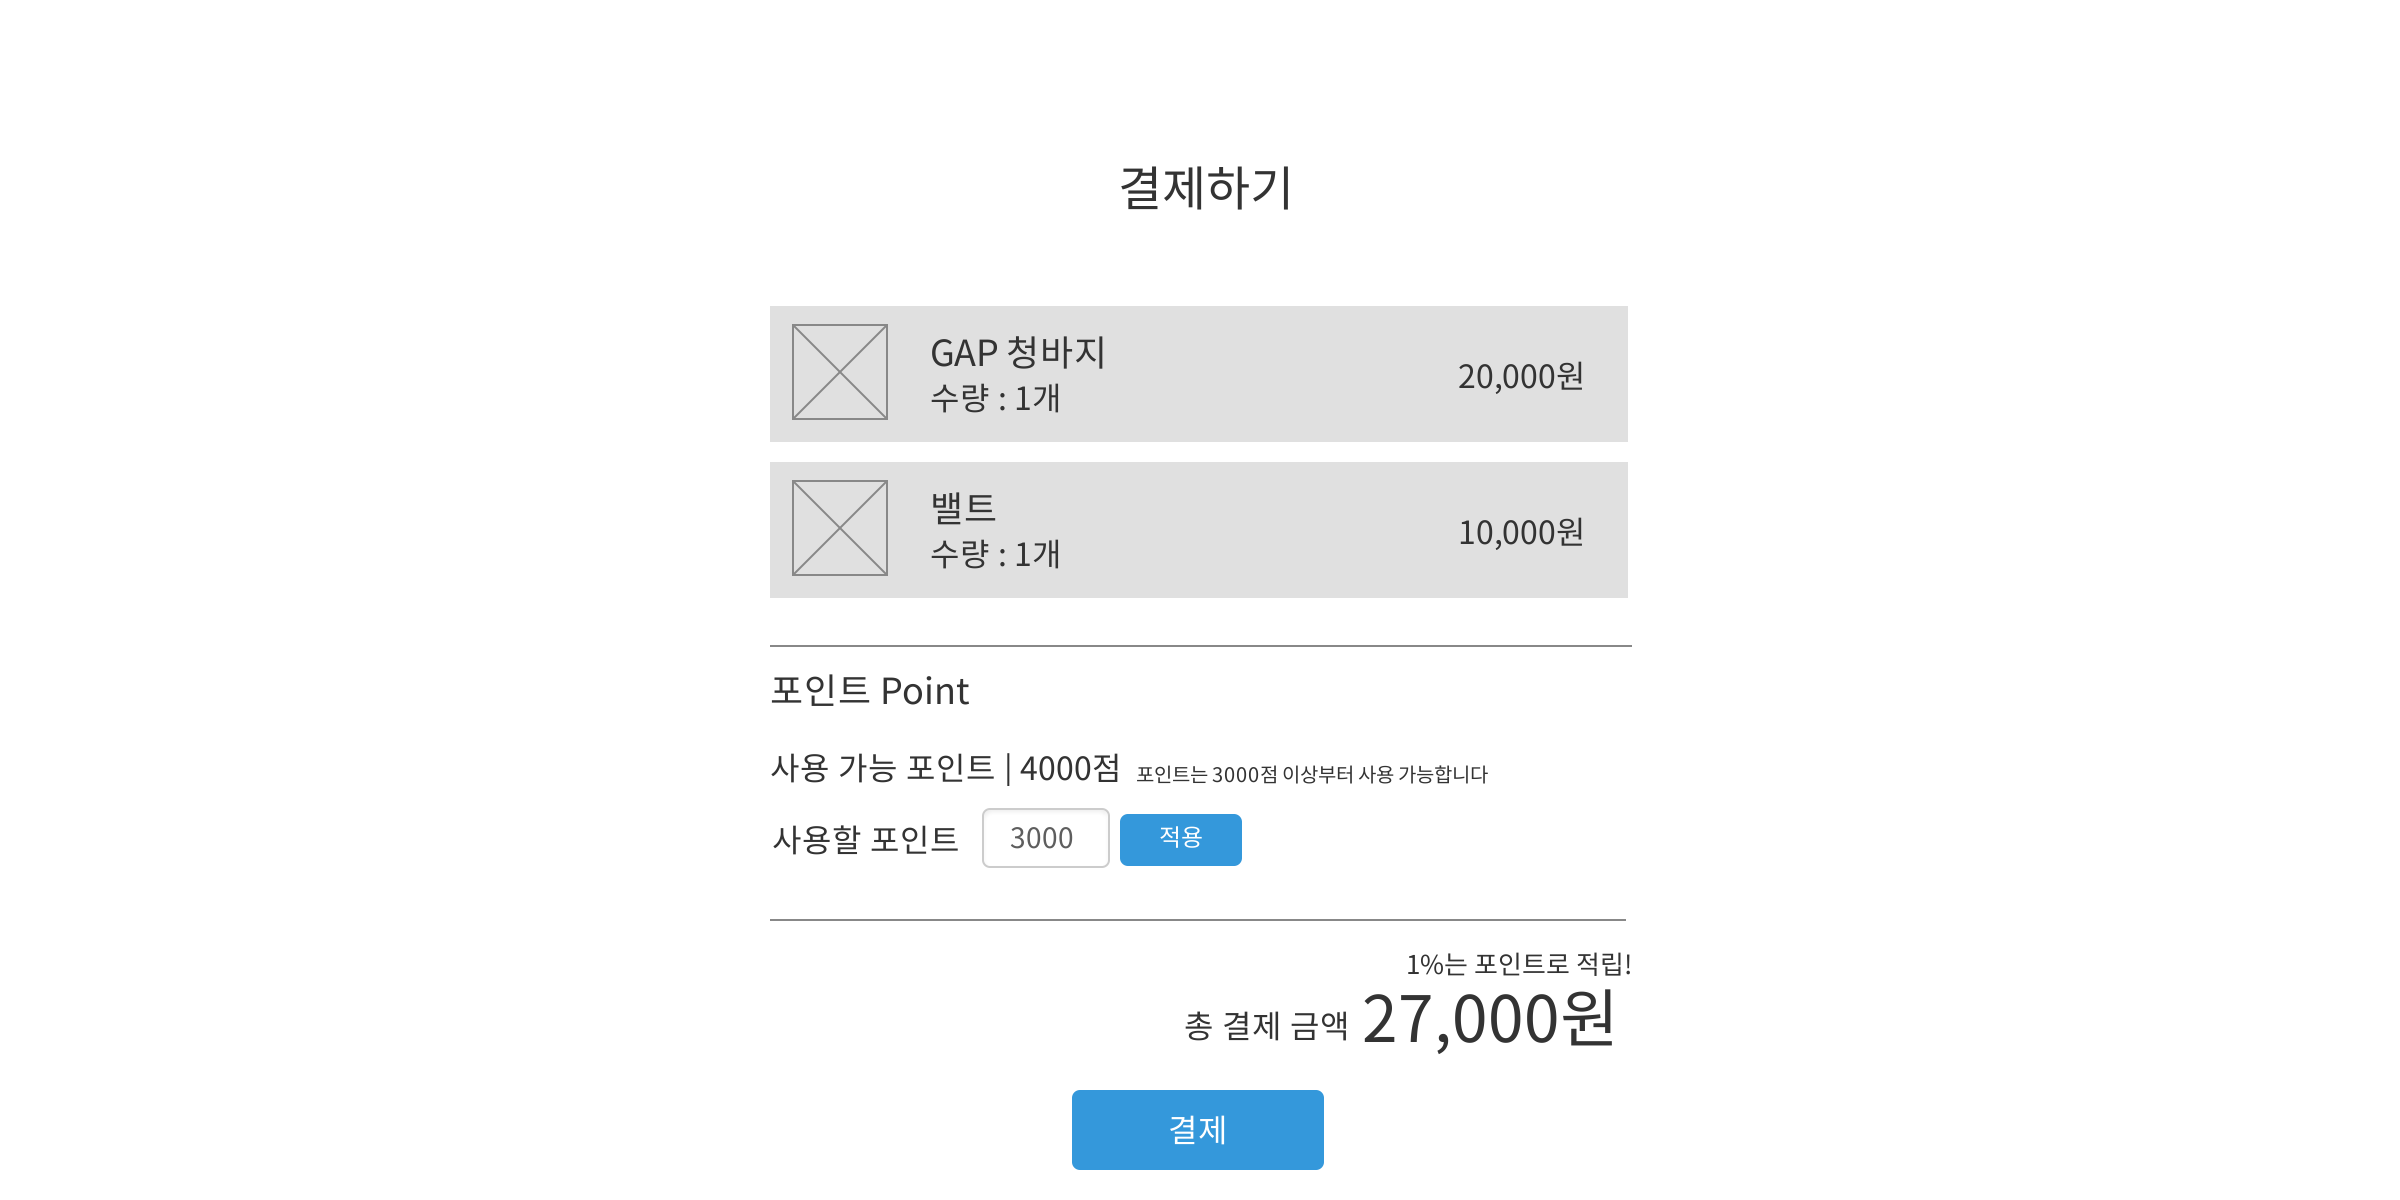 결제하기
GAP 청바지
수량 : 1개
20,000원
밸트
수량 : 1개
10,000원
포인트 Point
사용 가능 포인트 | 4000점 포인트는 3000점 이상부터 사용 가능합니다
사용할 포인트 3000 적용
1%는 포인트로 적립!
총 결제 금액 27,000원
결제